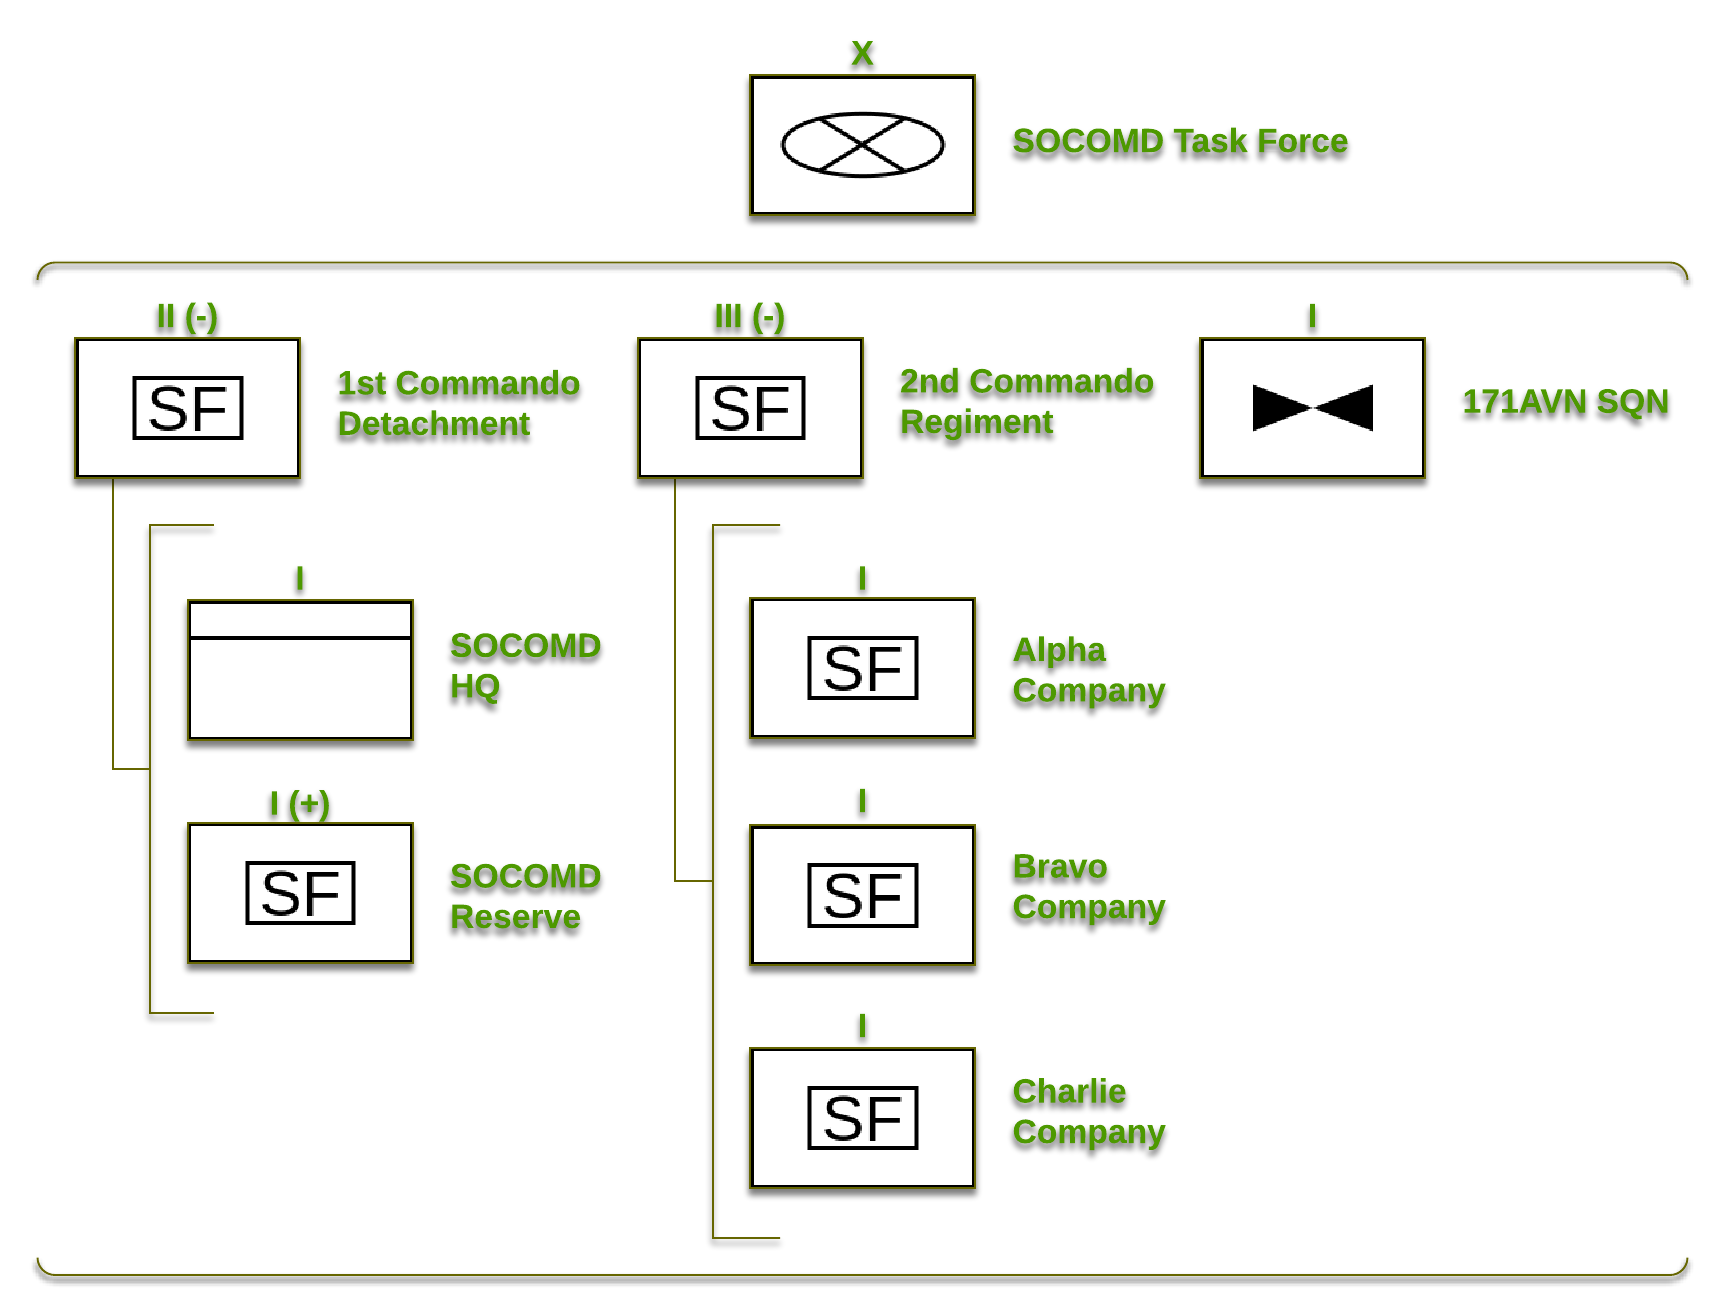 X
SOCOMD Task Force
II (-)
SF
1st Commando
Detachment
III (-)
SF
2nd Commando
Regiment
I
171AVN SQN
I
SOCOMD
HQ
I (+)
SF
SOCOMD
Reserve
I
SF
Alpha
Company
I
SF
Bravo
Company
I
SF
Charlie
Company